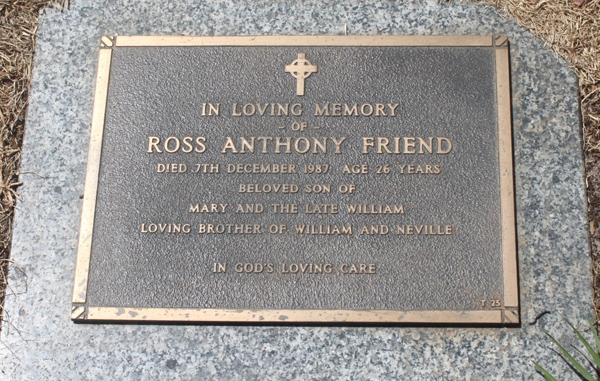 IN LOVING MEMORY
- OF -
ROSS ANTHONY FRIEND
DIED 7TH DECEMBER 1987 AGE 26 YEARS
BELOVED SON OF
MARY AND THE LATE WILLIAM
LOVING BROTHER OF WILLIAM AND NEVILLE
IN GOD'S LOVING CARE
T 25